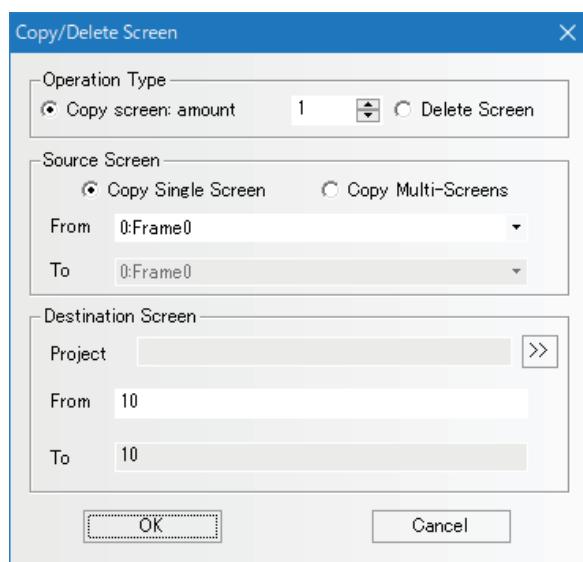 Copy/Delete Screen
Operation Type
Copy screen: amount 1 Delete Screen
Source Screen
Copy Single Screen Copy Multi-Screens
From 0:Frame0
To 0:Frame0
Destination Screen
Project >>
From 10
To 10
OK Cancel